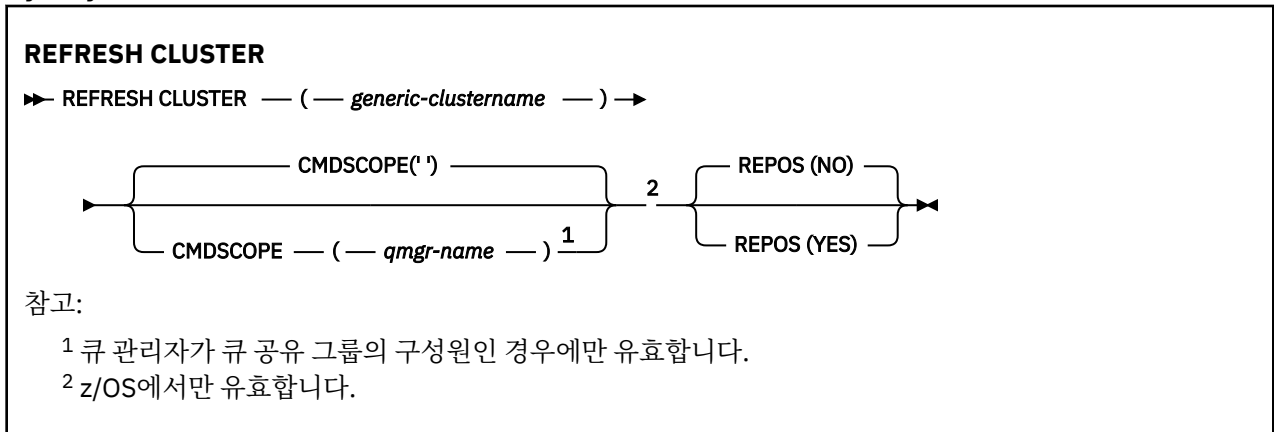 REFRESH CLUSTER
REFRESH CLUSTER ( generic-clustername )
CMDSCOPE(' ')
CMDSCOPE ( qmgr-name ) 1
2
REPOS (NO)
REPOS (YES)
참고:
1 큐 관리자가 큐 공유 그룹의 구성원인 경우에만 유효합니다.
2 z/OS에서만 유효합니다.